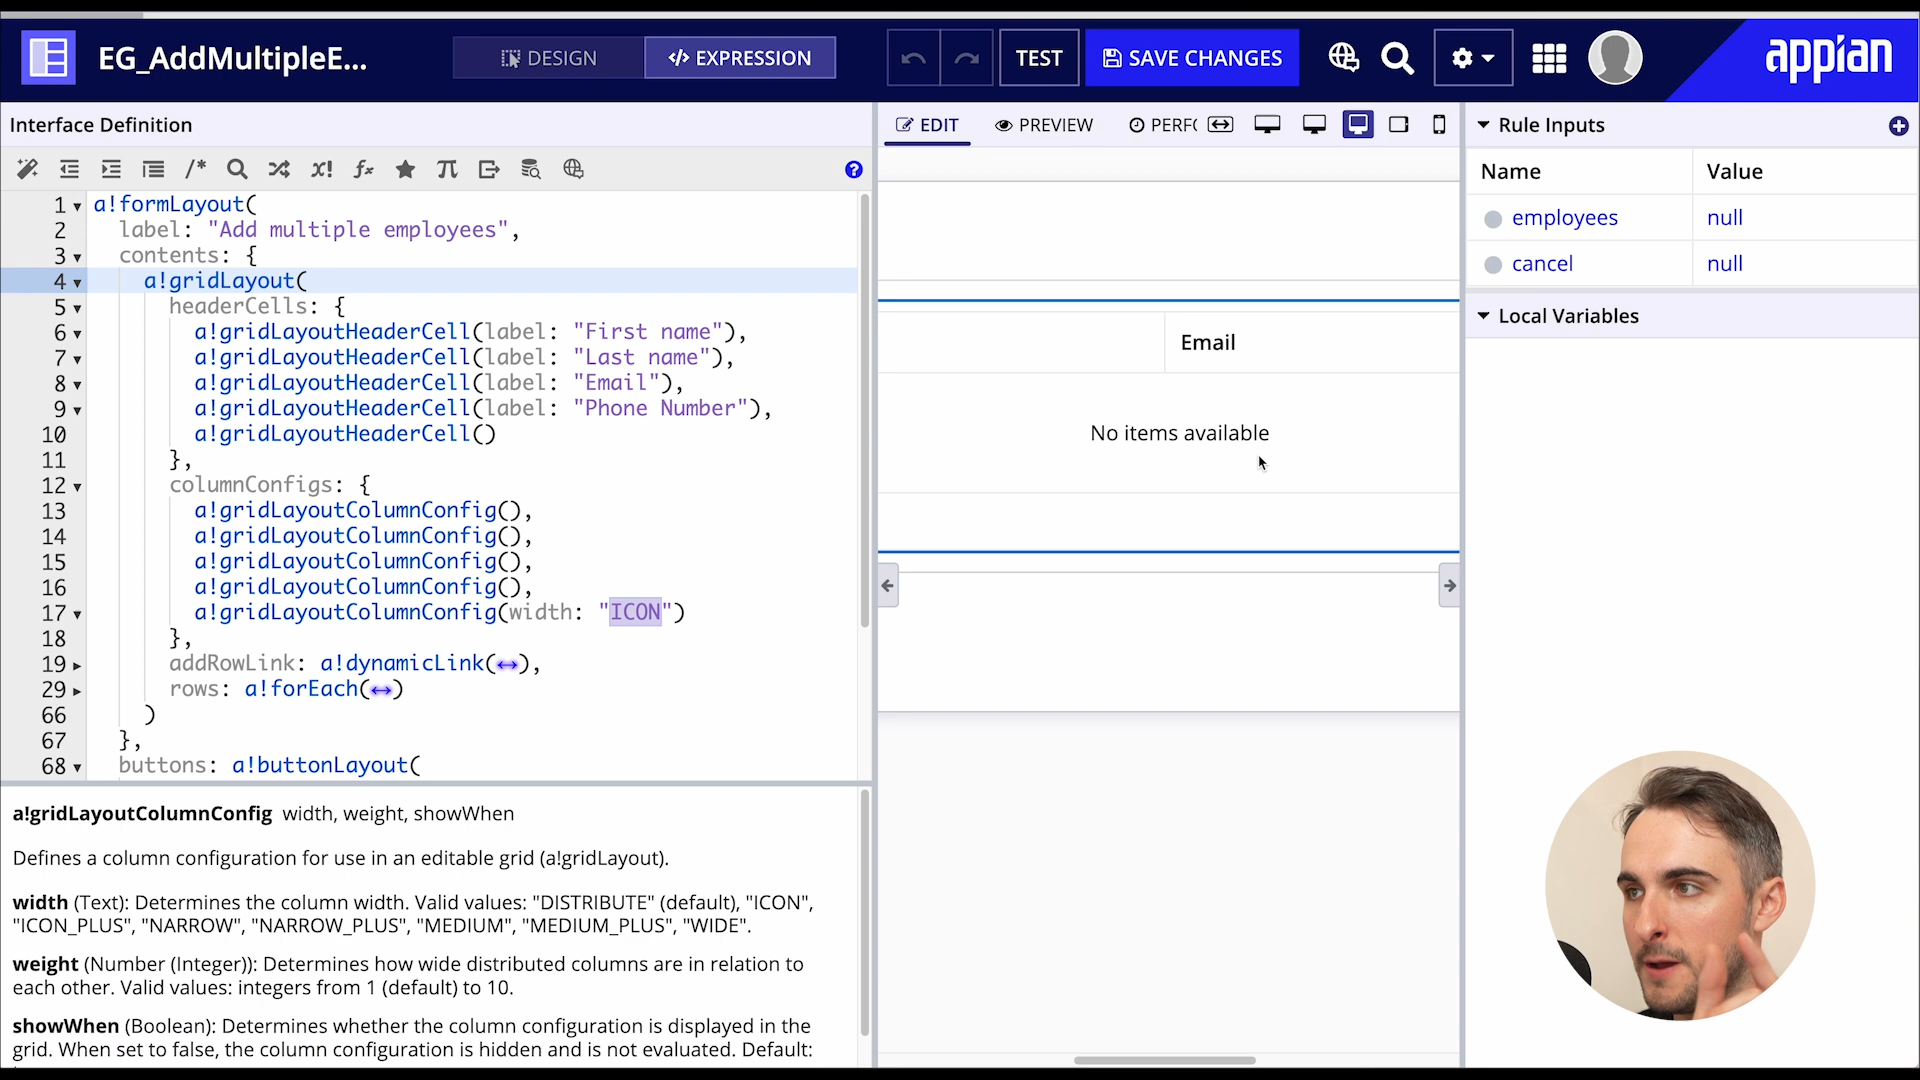 EG_AddMultipleE...
DESIGN
</> EXPRESSION
TEST
SAVE CHANGES
appian
Interface Definition
EDIT
PREVIEW
PERF
Rule Inputs
Name
Value
employees
null
cancel
null
Local Variables
1 a!formLayout(
2 label: "Add multiple employees",
3 contents: {
4 a!gridLayout(
5 headerCells: {
6 a!gridLayoutHeaderCell(label: "First name"),
7 a!gridLayoutHeaderCell(label: "Last name"),
8 a!gridLayoutHeaderCell(label: "Email"),
9 a!gridLayoutHeaderCell(label: "Phone Number"),
10 a!gridLayoutHeaderCell()
11 },
12 columnConfigs: {
13 a!gridLayoutColumnConfig(),
14 a!gridLayoutColumnConfig(),
15 a!gridLayoutColumnConfig(),
16 a!gridLayoutColumnConfig(),
17 a!gridLayoutColumnConfig(width: "ICON")
18 },
19 addRowLink: a!dynamicLink(↔),
29 rows: a!forEach(↔)
66 )
67 },
68 buttons: a!buttonLayout(
Email
No items available
a!gridLayoutColumnConfig width, weight, showWhen
Defines a column configuration for use in an editable grid (a!gridLayout).
width (Text): Determines the column width. Valid values: "DISTRIBUTE" (default), "ICON",
"ICON_PLUS", "NARROW", "NARROW_PLUS", "MEDIUM", "MEDIUM_PLUS", "WIDE".
weight (Number (Integer)): Determines how wide distributed columns are in relation to
each other. Valid values: integers from 1 (default) to 10.
showWhen (Boolean): Determines whether the column configuration is displayed in the
grid. When set to false, the column configuration is hidden and is not evaluated. Default: